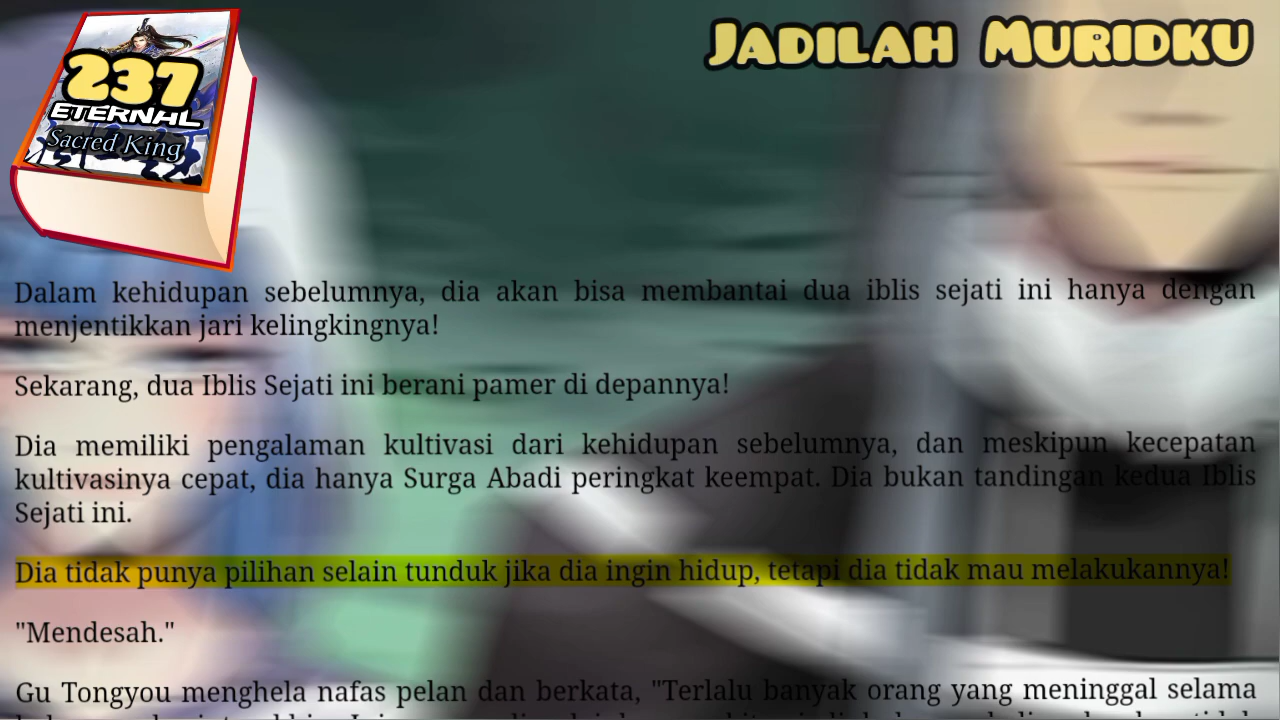 237
ETERNAL
Sacred King
JADILAH MURIDKU
Dalam kehidupan sebelumnya, dia akan bisa membantai dua iblis sejati ini hanya dengan
menjentikkan jari kelingkingnya!
Sekarang, dua Iblis Sejati ini berani pamer di depannya!
Dia memiliki pengalaman kultivasi dari kehidupan sebelumnya, dan meskipun kecepatan
kultivasinya cepat, dia hanya Surga Abadi peringkat keempat. Dia bukan tandingan kedua Iblis
Sejati ini.
Dia tidak punya pilihan selain tunduk jika dia ingin hidup, tetapi dia tidak mau melakukannya!
"Mendesah."
Gu Tongyou menghela nafas pelan dan berkata, "Terlalu banyak orang yang meninggal selama